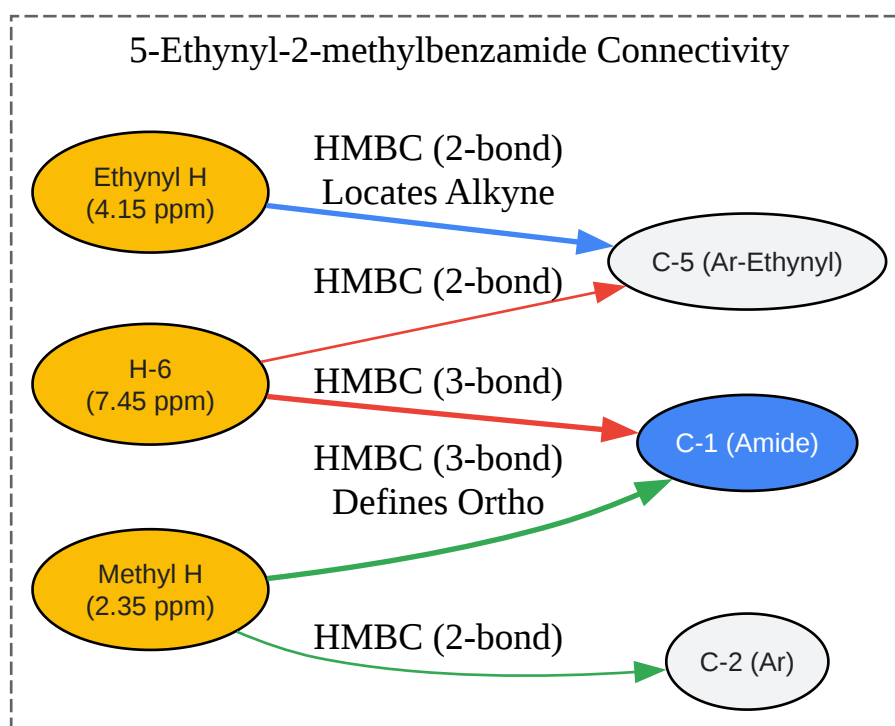 5-Ethynyl-2-methylbenzamide Connectivity
Ethynyl H
(4.15 ppm)
HMBC (2-bond)
Locates Alkyne
C-5 (Ar-Ethynyl)
HMBC (2-bond)
H-6
(7.45 ppm)
HMBC (3-bond)
C-1 (Amide)
HMBC (3-bond)
Defines Ortho
Methyl H
(2.35 ppm)
HMBC (2-bond)
C-2 (Ar)